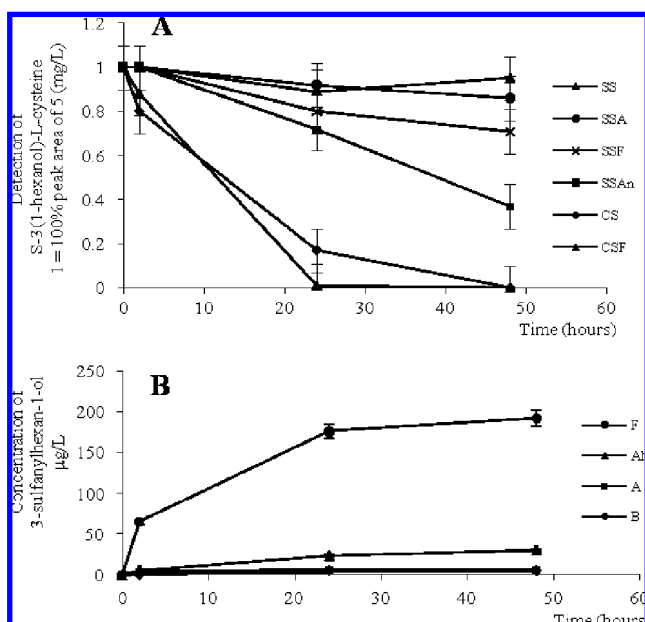 A
Detection of
S-3(1-hexanol)-L-cysteine
1 = 100% peak area of 5 (mg/L)
1.2
1
0.8
0.6
0.4
0.2
0
0 10 20 30 40 50 60
Time (hours)
SS
SSA
SSF
SSAn
CS
CSF
B
Concentration of
3-sulfanylhexan-1-ol
µg/L
250
200
150
100
50
0
0 10 20 30 40 50 60
Time (hours)
F
A
B